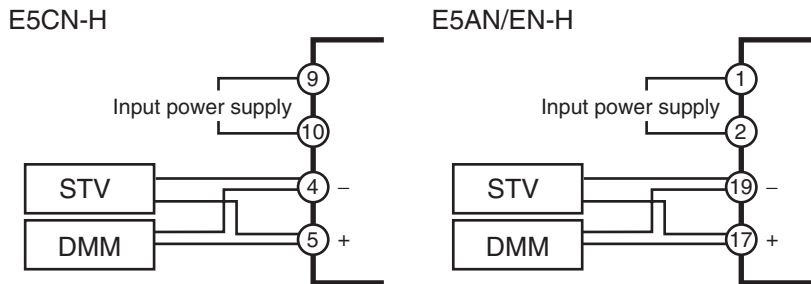 E5CN-H
9
Input power supply
10
STV
4 −
DMM
5 +
E5AN/EN-H
1
Input power supply
2
STV
19 −
DMM
17 +